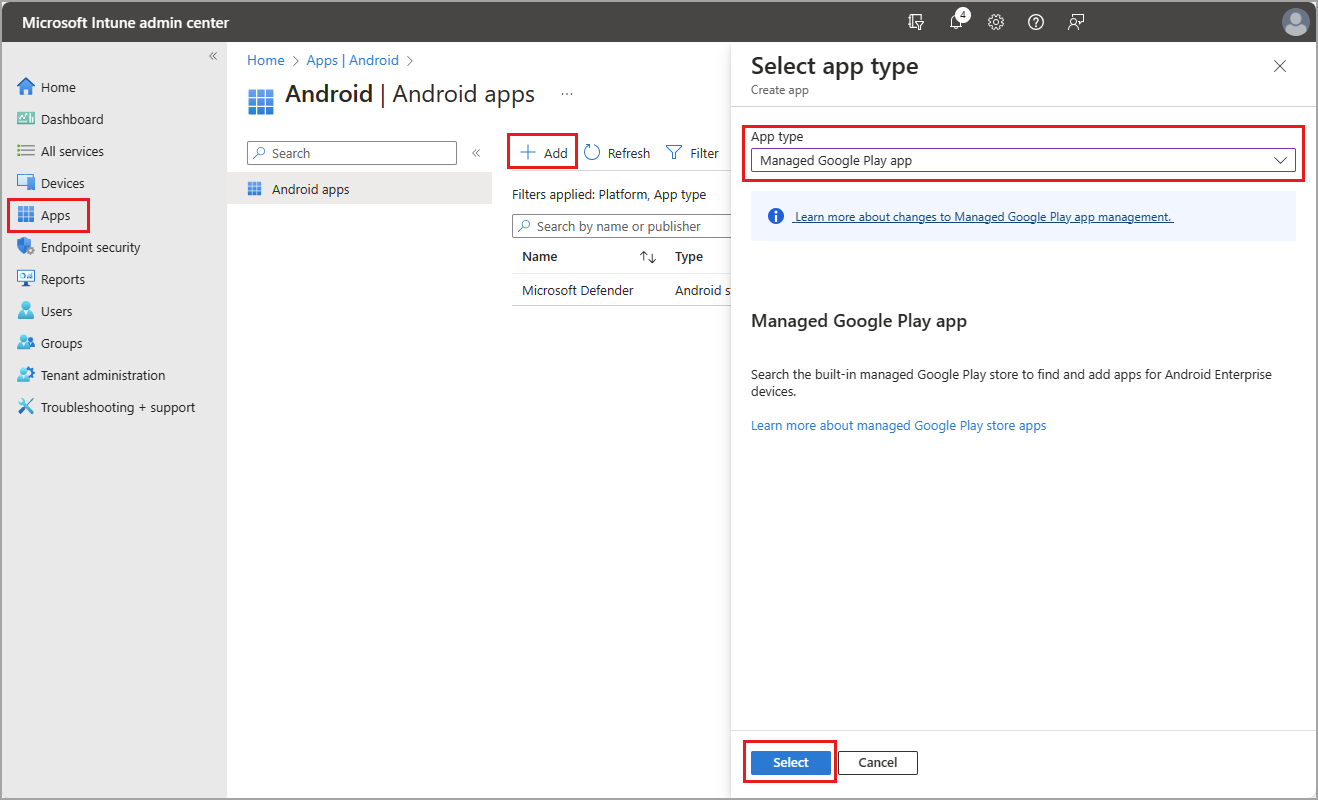 Microsoft Intune admin center
4
«
Home
Dashboard
All services
Devices
Apps
Endpoint security
Reports
Users
Groups
Tenant administration
Troubleshooting + support
Home > Apps | Android >
Android | Android apps ...
Search
«
Android apps
+ Add
Refresh
Filter
Filters applied: Platform, App type
Search by name or publisher
Name ↑↓ Type
Microsoft Defender Android s
Select app type
Create app
App type
Managed Google Play app
Learn more about changes to Managed Google Play app management.
Managed Google Play app
Search the built-in managed Google Play store to find and add apps for Android Enterprise
devices.
Learn more about managed Google Play store apps
Select
Cancel